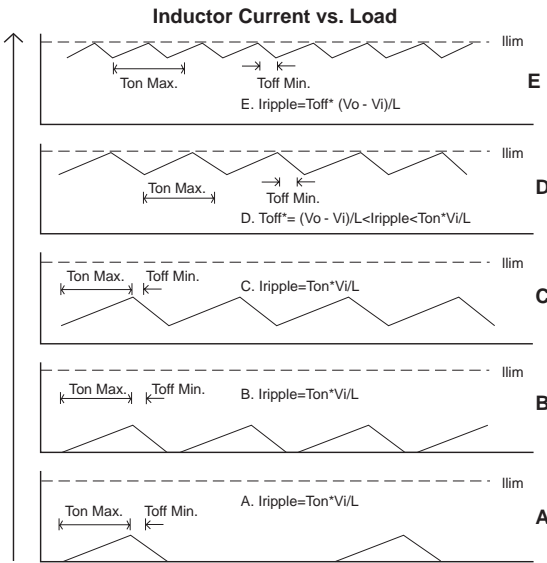 Inductor Current vs. Load
Ilim
Ton Max.
Toff Min.
E. Iripple=Toff* (Vo - Vi)/L
E
Ilim
Ton Max.
Toff Min.
D. Toff*= (Vo - Vi)/L<Iripple<Ton*Vi/L
D
Ilim
Ton Max.
Toff Min.
C. Iripple=Ton*Vi/L
C
Ilim
Ton Max.
Toff Min.
B. Iripple=Ton*Vi/L
B
Ilim
Ton Max.
Toff Min.
A. Iripple=Ton*Vi/L
A